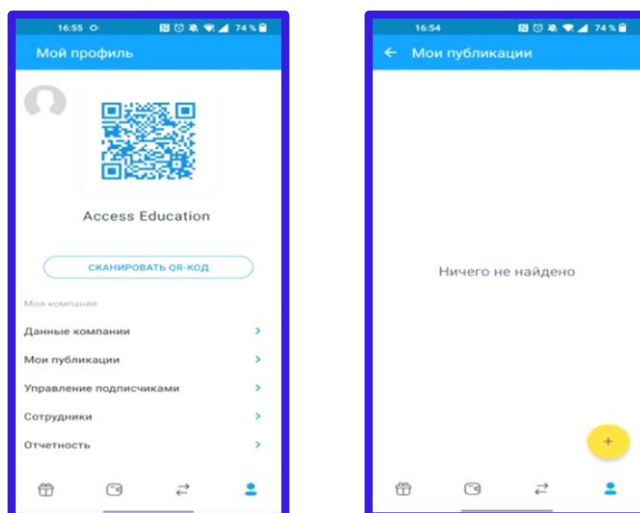 16:55
74 %
Мой профиль
Access Education
СКАНИРОВАТЬ QR-КОД
Моя компания
Данные компании
Мои публикации
Управление подписчиками
Сотрудники
Отчетность
16:54
74 %
Мои публикации
Ничего не найдено